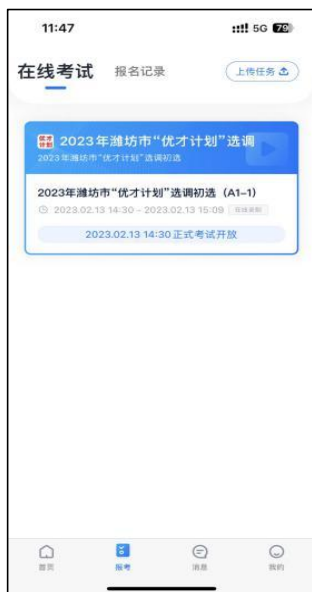 11:47 5G 79
在线考试 报名记录 上传任务
优才计划 2023年潍坊市“优才计划”选调
2023年潍坊市“优才计划”选调初选
2023年潍坊市“优才计划”选调初选（A1-1）
2023.02.13 14:30 - 2023.02.13 15:09
2023.02.13 14:30正式考试开放
首页 报考 消息 我的